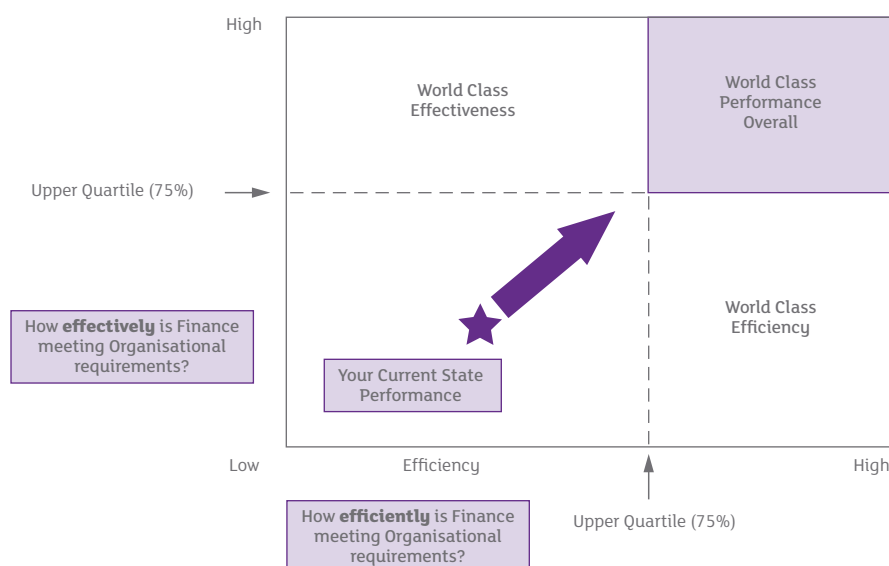 High
World Class
Effectiveness
World Class
Performance
Overall
Upper Quartile (75%)
How effectively is Finance
meeting Organisational
requirements?
World Class
Efficiency
Your Current State
Performance
Low
Efficiency
High
How efficiently is Finance
meeting Organisational
requirements?
Upper Quartile (75%)